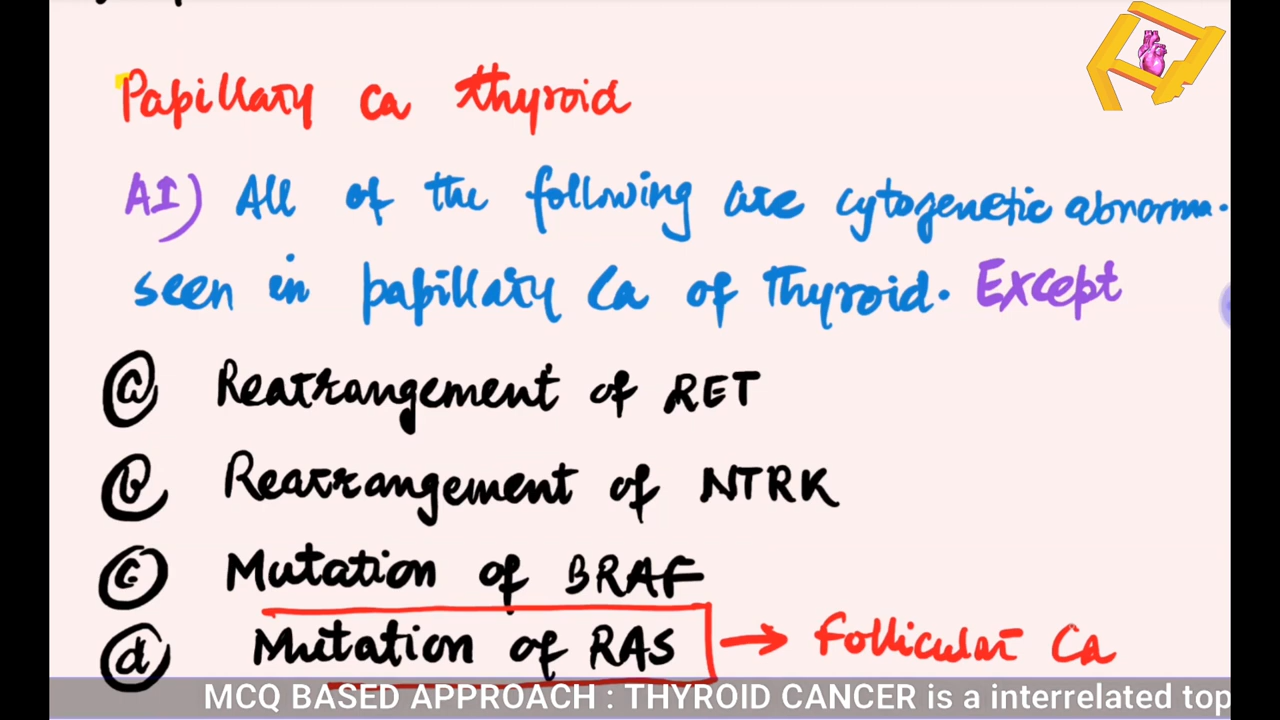 Papillary Ca thyroid
AI) All of the following are cytogenetic abnorma.
seen in papillary Ca of Thyroid. Except
a Rearrangement of RET
b Rearrangement of NTRK
c Mutation of BRAF
d Mutation of RAS → Follicular Ca
MCQ BASED APPROACH : THYROID CANCER is a interrelated top